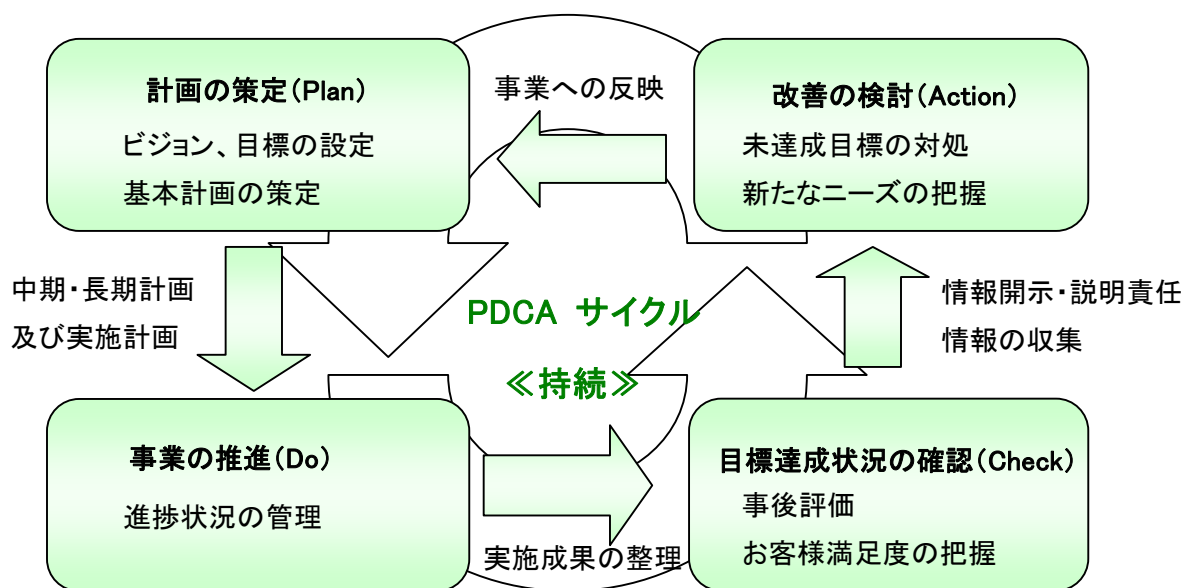 計画の策定(Plan)
ビジョン、目標の設定
基本計画の策定
事業への反映
改善の検討(Action)
未達成目標の対処
新たなニーズの把握
中期・長期計画
及び実施計画
PDCA サイクル
≪持続≫
情報開示・説明責任
情報の収集
事業の推進(Do)
進捗状況の管理
実施成果の整理
目標達成状況の確認(Check)
事後評価
お客様満足度の把握